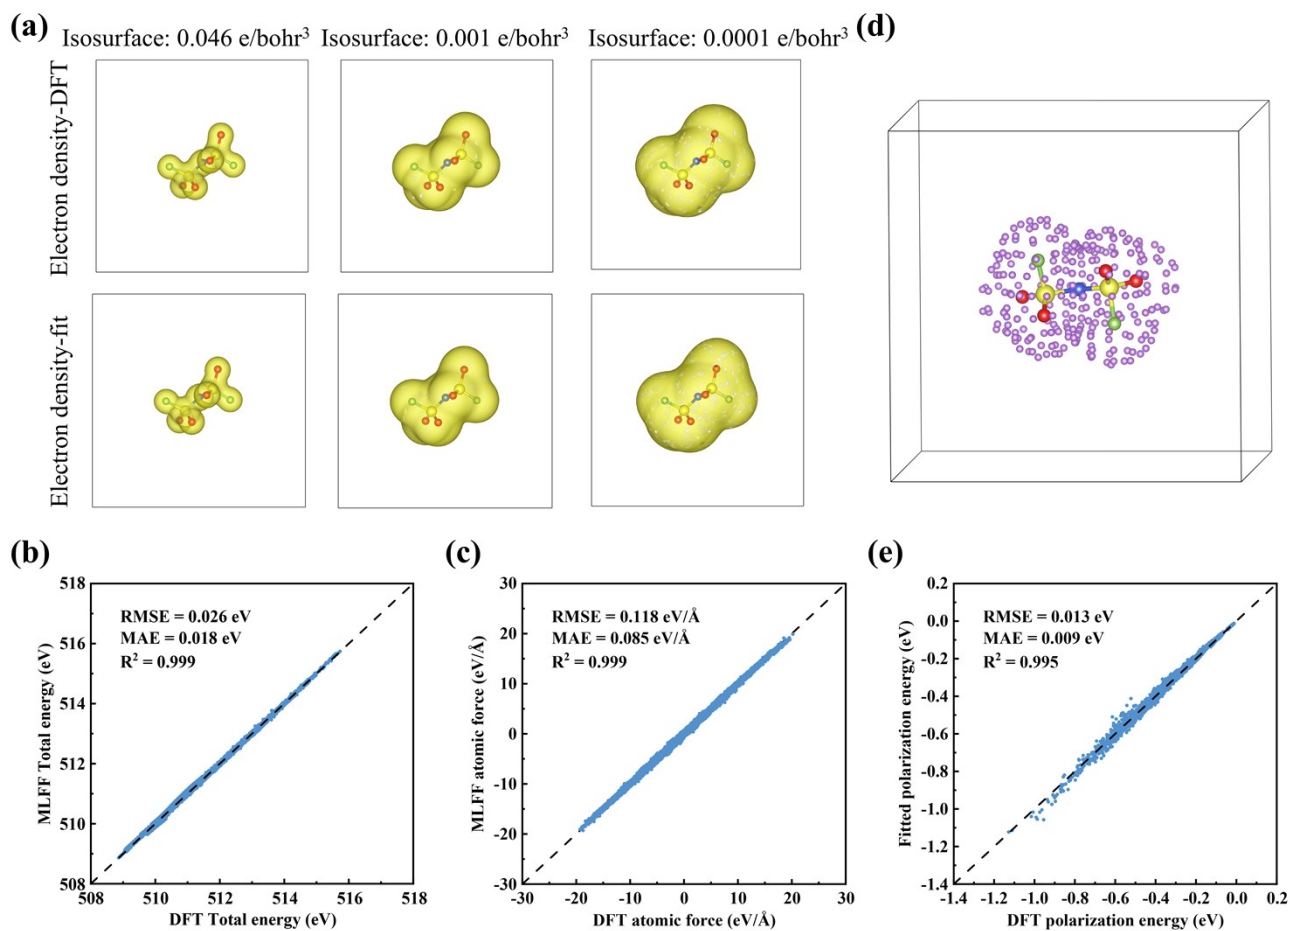 (a)
Isosurface: 0.046 e/bohr³
Isosurface: 0.001 e/bohr³
Isosurface: 0.0001 e/bohr³
(d)
Electron density-DFT
Electron density-fit
(b)
518
516
514
512
510
508
508
510
512
514
516
518
MLFF Total energy (eV)
DFT Total energy (eV)
RMSE = 0.026 eV
MAE = 0.018 eV
R² = 0.999
(c)
30
20
10
0
-10
-20
-30
-30
-20
-10
0
10
20
30
MLFF atomic force (eV/Å)
DFT atomic force (eV/Å)
RMSE = 0.118 eV/Å
MAE = 0.085 eV/Å
R² = 0.999
(e)
0.2
0.0
-0.2
-0.4
-0.6
-0.8
-1.0
-1.2
-1.4
-1.4
-1.2
-1.0
-0.8
-0.6
-0.4
-0.2
0.0
0.2
Fitted polarization energy (eV)
DFT polarization energy (eV)
RMSE = 0.013 eV
MAE = 0.009 eV
R² = 0.995